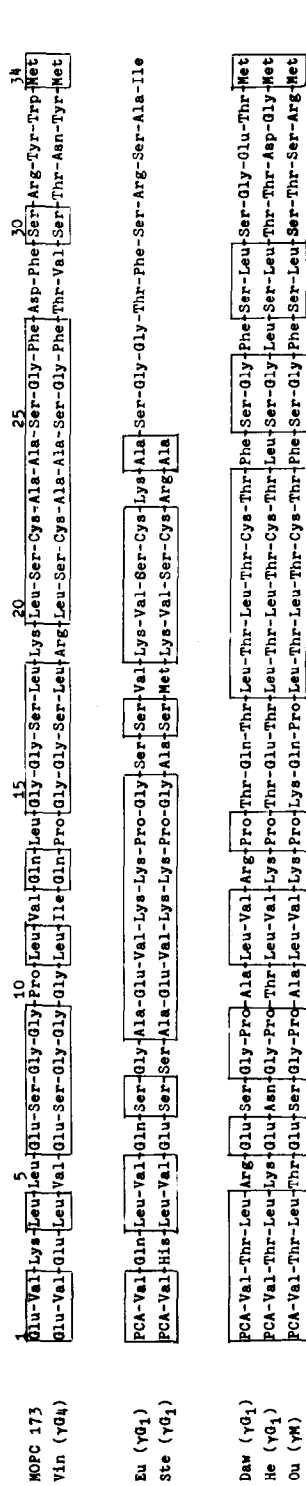 1 5 10 15 20 25 30 34
MOPC 173 Glu-Val-Lys-Leu-Leu-Glu-Ser-Gly-Gly-Pro-Leu-Val-Gln-Leu-Gly-Gly-Ser-Leu-Lys-Leu-Ser-Cys-Ala-Ala-Ser-Gly-Phe-Asp-Phe-Ser-Arg-Tyr-Trp-Met
Vin (γG4) Glu-Val-Glu-Leu-Val-Glu-Ser-Gly-Gly-Gly-Leu-Ile-Gln-Pro-Gly-Gly-Ser-Leu-Arg-Leu-Ser-Cys-Ala-Ala-Ser-Gly-Phe-Thr-Val-Ser-Thr-Asn-Tyr-Met
Eu (γG1) PCA-Val-Gln-Leu-Val-Gln-Ser-Gly-Ala-Glu-Val-Lys-Lys-Pro-Gly-Ser-Ser-Val-Lys-Val-Ser-Cys-Lys-Ala-Ser-Gly-Gly-Thr-Phe-Ser-Arg-Ser-Ala-Ile
Ste (γG1) PCA-Val-His-Leu-Val-Glu-Ser-Ser-Ala-Glu-Val-Lys-Lys-Pro-Gly-Ala-Ser-Met-Lys-Val-Ser-Cys-Arg-Ala
Daw (γG1) PCA-Val-Thr-Leu-Arg-Glu-Ser-Gly-Pro-Ala-Leu-Val-Arg-Pro-Thr-Gln-Thr-Leu-Thr-Leu-Thr-Cys-Thr-Phe-Ser-Gly-Phe-Ser-Leu-Ser-Gly-Glu-Thr-Met
He (γG1) PCA-Val-Thr-Leu-Lys-Glu-Asn-Gly-Pro-Thr-Leu-Val-Lys-Pro-Thr-Glu-Thr-Leu-Thr-Leu-Thr-Cys-Thr-Leu-Ser-Gly-Leu-Ser-Leu-Thr-Thr-Asp-Gly-Met
Ou (γM) PCA-Val-Thr-Leu-Thr-Glu-Ser-Gly-Pro-Ala-Leu-Val-Lys-Pro-Lys-Gln-Pro-Leu-Thr-Leu-Thr-Cys-Thr-Phe-Ser-Gly-Phe-Ser-Leu-Ser-Thr-Ser-Arg-Met